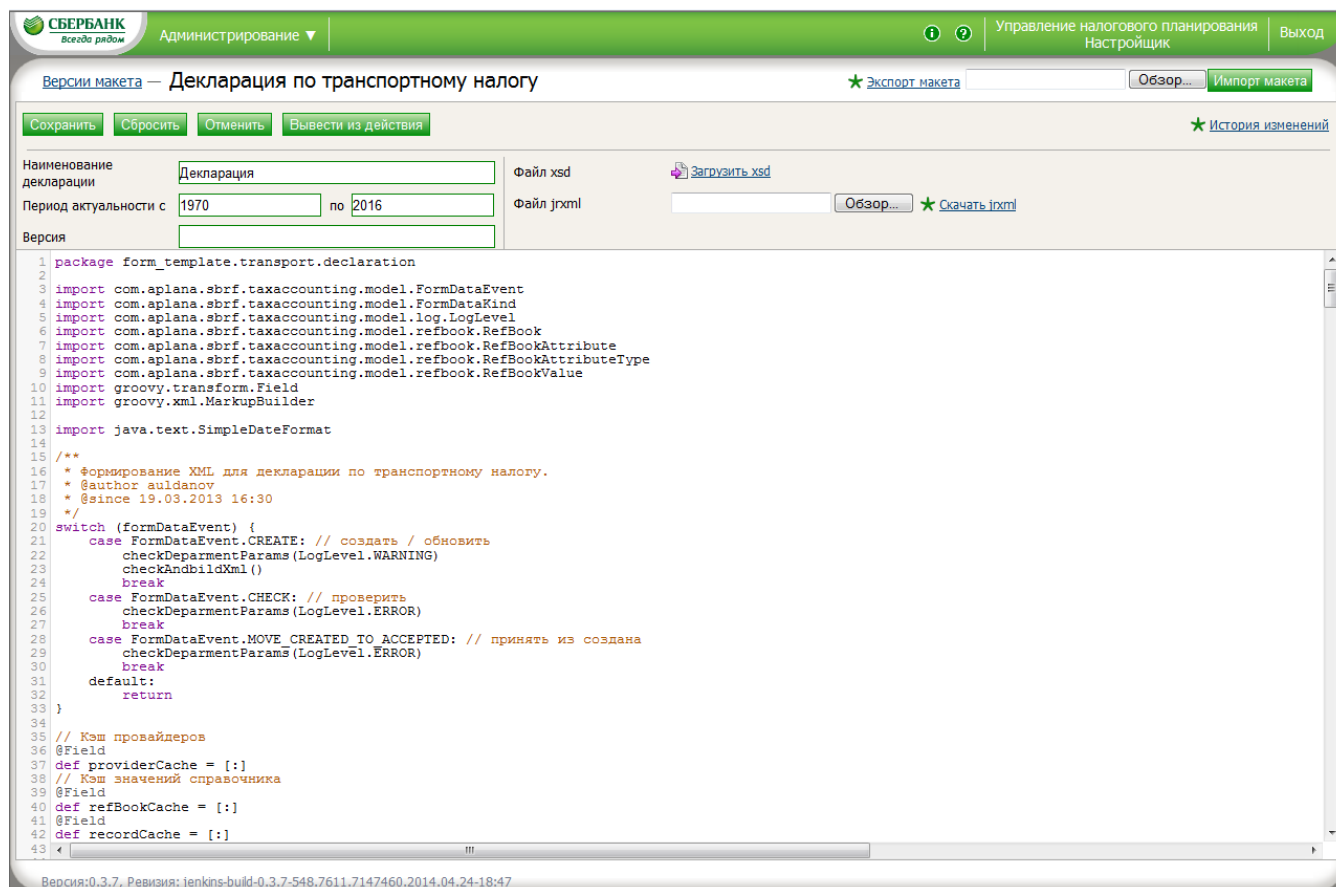 СБЕРБАНК
Всегда рядом
Администрирование ▼
Управление налогового планирования
Настройщик
Выход
Версии макета — Декларация по транспортному налогу
Экспорт макета Обзор... Импорт макета
Сохранить Сбросить Отменить Вывести из действия История изменений
Наименование
декларации
Декларация
Файл xsd Загрузить xsd
Период актуальности с 1970 по 2016
Файл jrxml Обзор... Скачать jrxml
Версия
1 package form_template.transport.declaration
2
3 import com.aplana.sbrf.taxaccounting.model.FormDataEvent
4 import com.aplana.sbrf.taxaccounting.model.FormDataKind
5 import com.aplana.sbrf.taxaccounting.model.log.LogLevel
6 import com.aplana.sbrf.taxaccounting.model.refbook.RefBook
7 import com.aplana.sbrf.taxaccounting.model.refbook.RefBookAttribute
8 import com.aplana.sbrf.taxaccounting.model.refbook.RefBookAttributeType
9 import com.aplana.sbrf.taxaccounting.model.refbook.RefBookValue
10 import groovy.transform.Field
11 import groovy.xml.MarkupBuilder
12
13 import java.text.SimpleDateFormat
14
15 /**
16 * Формирование XML для декларации по транспортному налогу.
17 * @author auldanov
18 * @since 19.03.2013 16:30
19 */
20 switch (formDataEvent) {
21 case FormDataEvent.CREATE: // создать / обновить
22 checkDeparmentParams(LogLevel.WARNING)
23 checkAndbildXml()
24 break
25 case FormDataEvent.CHECK: // проверить
26 checkDeparmentParams(LogLevel.ERROR)
27 break
28 case FormDataEvent.MOVE_CREATED_TO_ACCEPTED: // принять из создана
29 checkDeparmentParams(LogLevel.ERROR)
30 break
31 default:
32 return
33 }
34
35 // Кэш провайдеров
36 @Field
37 def providerCache = [:]
38 // Кэш значений справочника
39 @Field
40 def refBookCache = [:]
41 @Field
42 def recordCache = [:]
43
Версия:0.3.7, Ревизия: jenkins-build-0.3.7-548.7611.7147460.2014.04.24-18:47